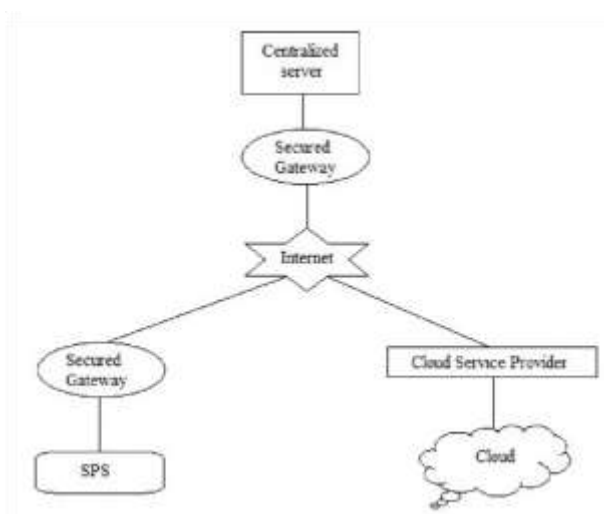 Centralized
server
Secured
Gateway
Internet
Secured
Gateway
Cloud Service Provider
SPS
Cloud